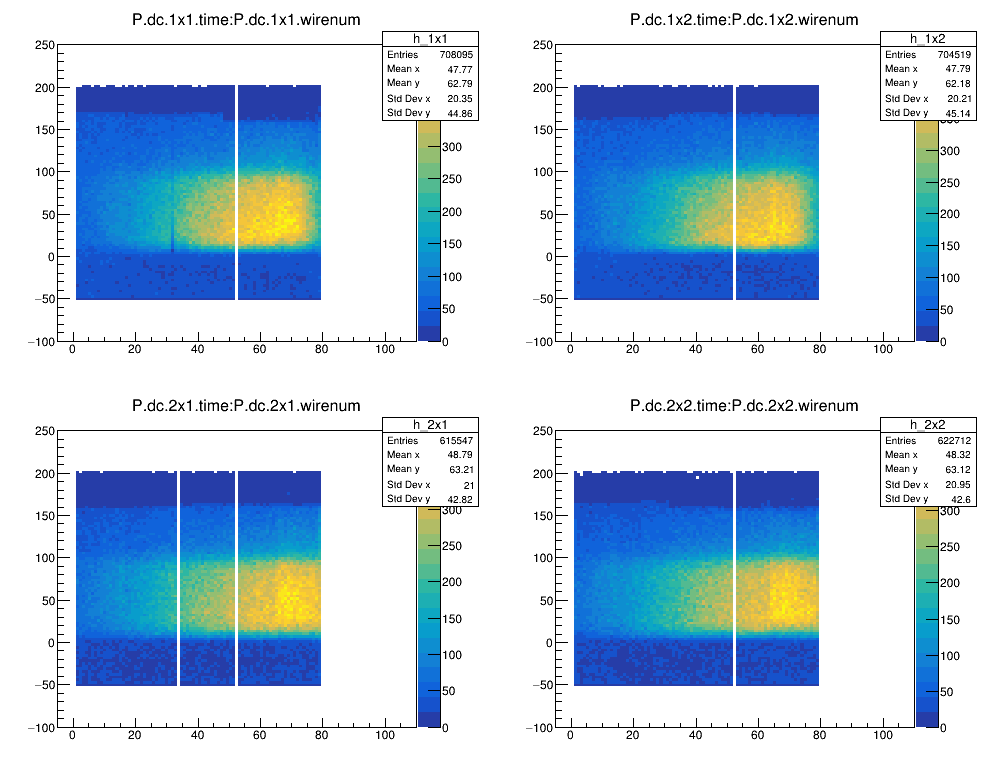 P.dc.1x1.time:P.dc.1x1.wirenum
h_1x1
Entries 708095
Mean x 47.77
Mean y 62.79
Std Dev x 20.35
Std Dev y 44.86
250
200
150
100
50
0
−50
−100
0 20 40 60 80 100
300
250
200
150
100
50
0
P.dc.1x2.time:P.dc.1x2.wirenum
h_1x2
Entries 704519
Mean x 47.79
Mean y 62.18
Std Dev x 20.21
Std Dev y 45.14
250
200
150
100
50
0
−50
−100
0 20 40 60 80 100
350
300
250
200
150
100
50
0
P.dc.2x1.time:P.dc.2x1.wirenum
h_2x1
Entries 615547
Mean x 48.79
Mean y 63.21
Std Dev x 21
Std Dev y 42.82
250
200
150
100
50
0
−50
−100
0 20 40 60 80 100
300
250
200
150
100
50
0
P.dc.2x2.time:P.dc.2x2.wirenum
h_2x2
Entries 622712
Mean x 48.32
Mean y 63.12
Std Dev x 20.95
Std Dev y 42.6
250
200
150
100
50
0
−50
−100
0 20 40 60 80 100
300
250
200
150
100
50
0